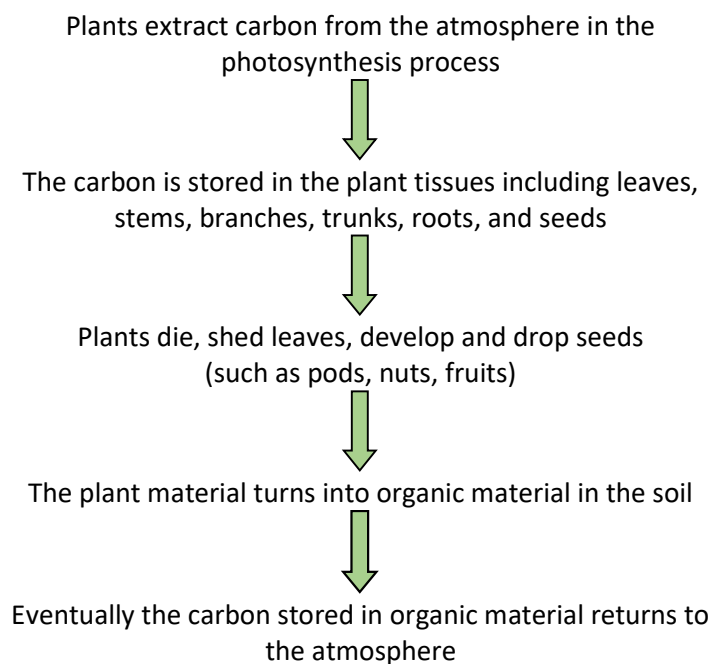 Plants extract carbon from the atmosphere in the
photosynthesis process
The carbon is stored in the plant tissues including leaves,
stems, branches, trunks, roots, and seeds
Plants die, shed leaves, develop and drop seeds
(such as pods, nuts, fruits)
The plant material turns into organic material in the soil
Eventually the carbon stored in organic material returns to
the atmosphere